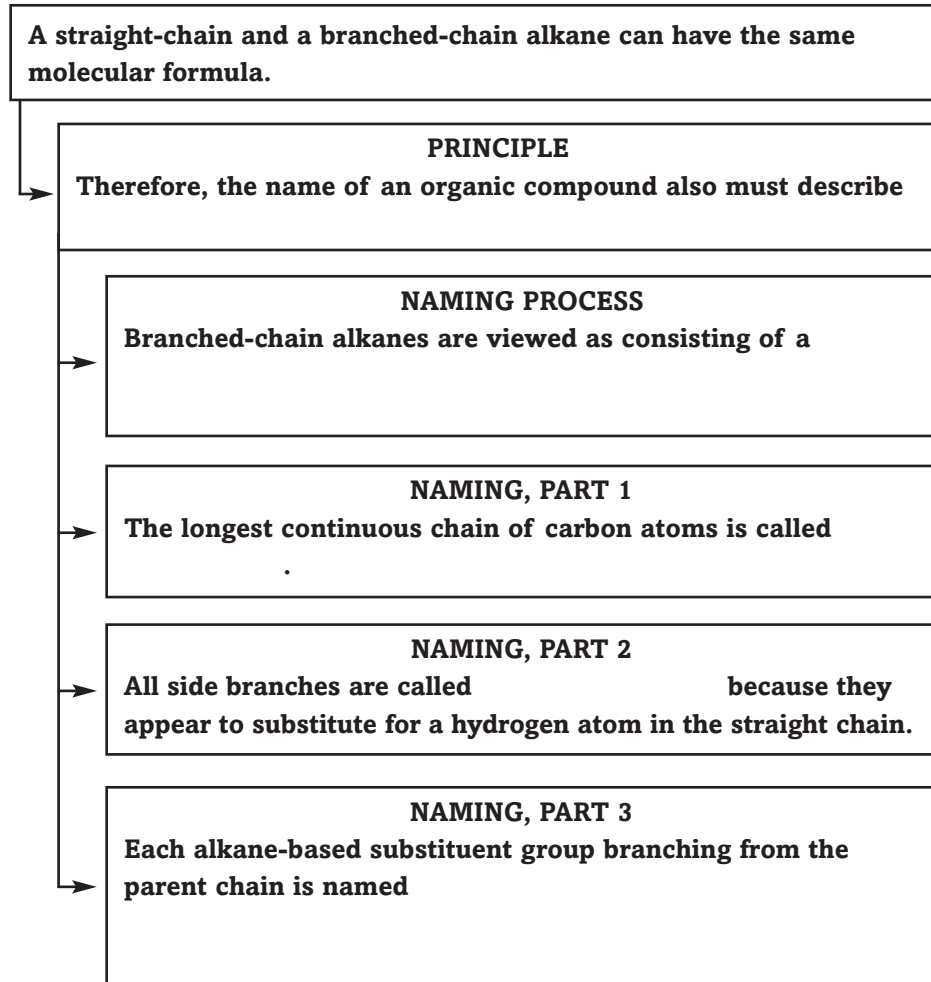 A straight-chain and a branched-chain alkane can have the same
molecular formula.
PRINCIPLE
Therefore, the name of an organic compound also must describe
NAMING PROCESS
Branched-chain alkanes are viewed as consisting of a
NAMING, PART 1
The longest continuous chain of carbon atoms is called
.
NAMING, PART 2
All side branches are called because they
appear to substitute for a hydrogen atom in the straight chain.
NAMING, PART 3
Each alkane-based substituent group branching from the
parent chain is named